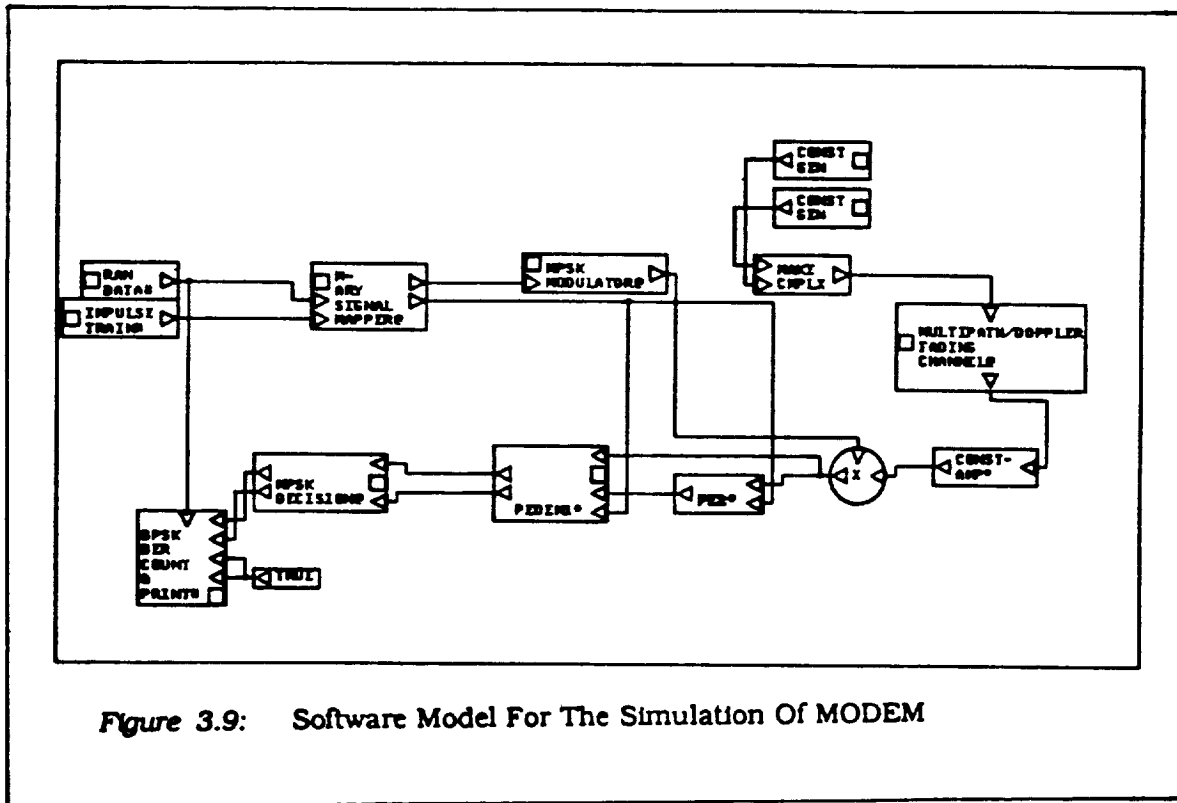 CONST
GEN
CONST
GEN
RAN
DATA#
IMPULSE
TRAIN#
M-
ARY
SIGNAL
MAPPER@
MPSK
MODULATOR@
MAKE
CMPLX
MULTIPATH/DOPPLER
FADING
CHANNEL@
CONST-
AMP*
X
MPSK
DECISION@
BPSK
BER
COUNT
&
PRINT#
TRUE
Figure 3.9: Software Model For The Simulation Of MODEM